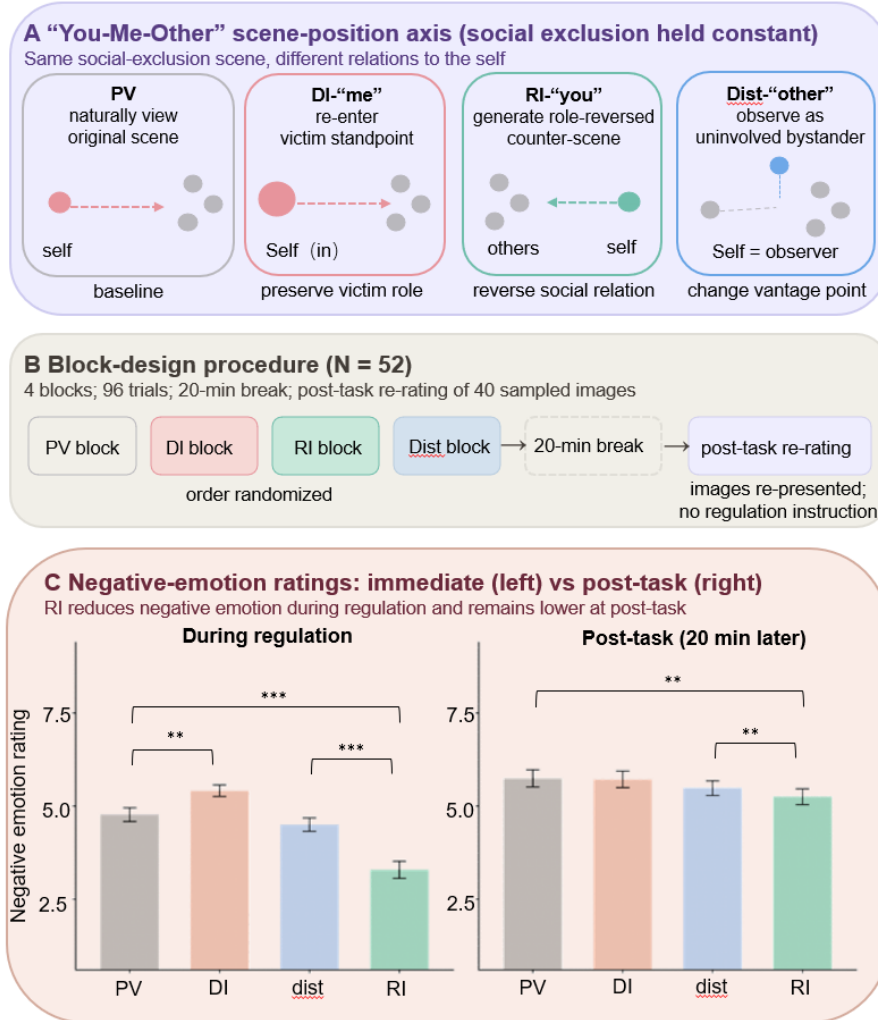 A “You-Me-Other” scene-position axis (social exclusion held constant)
Same social-exclusion scene, different relations to the self
PV
naturally view
original scene
self
baseline
DI-“me”
re-enter
victim standpoint
Self（in）
preserve victim role
RI-“you”
generate role-reversed
counter-scene
others
self
reverse social relation
Dist-“other”
observe as
uninvolved bystander
Self = observer
change vantage point
B Block-design procedure (N = 52)
4 blocks; 96 trials; 20-min break; post-task re-rating of 40 sampled images
PV block
DI block
RI block
Dist block
20-min break
post-task re-rating
order randomized
images re-presented;
no regulation instruction
C Negative-emotion ratings: immediate (left) vs post-task (right)
RI reduces negative emotion during regulation and remains lower at post-task
During regulation
Negative emotion rating
7.5
5.0
2.5
***
**
***
PV
DI
dist
RI
Post-task (20 min later)
7.5
5.0
2.5
**
**
PV
DI
dist
RI